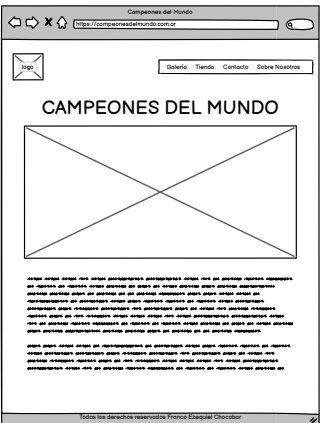 Campeones del Mundo
https://campeonesdelmundo.com.ar
logo
Galería Tienda Contacto Sobre Nosotros
CAMPEONES DEL MUNDO
Todos los derechos reservados Franco Ezequiel Chocobar